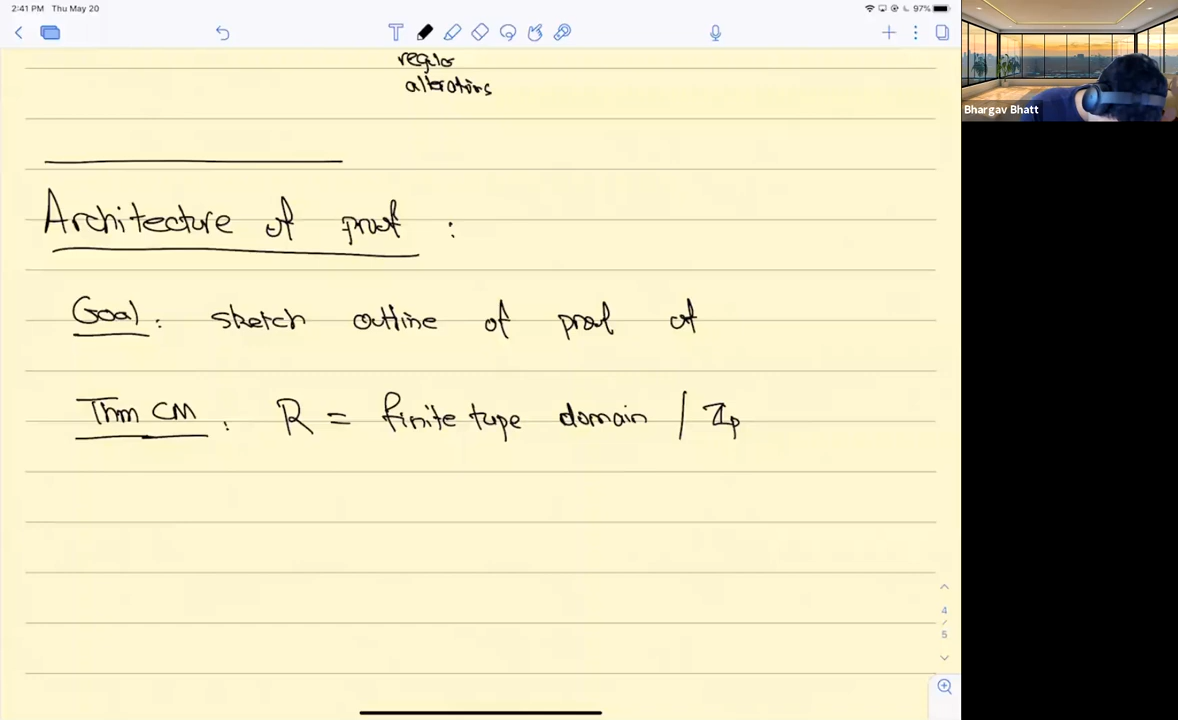 2:41 PM Thu May 20
97%
T
Bhargav Bhatt
regular
alterations
Architecture of proof :
Goal: sketch outline of proof of
Thm CM: R = finite type domain / ℤp
4
/
5